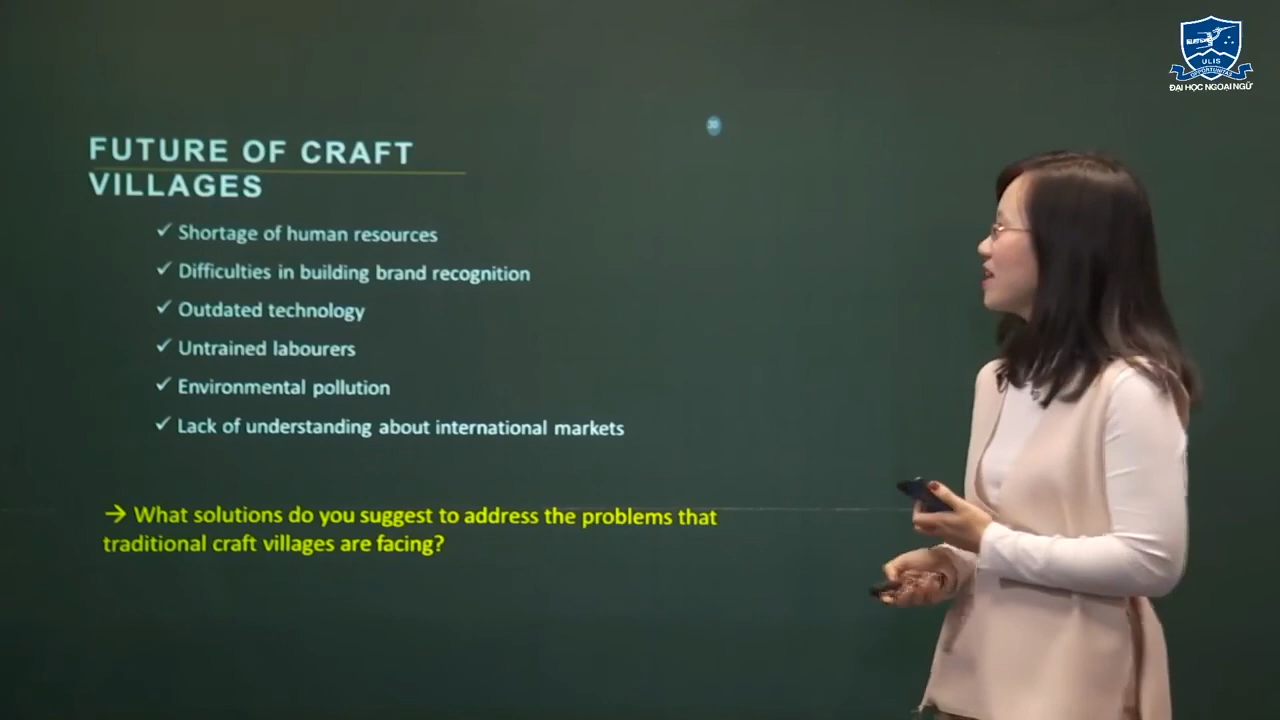 ULIS
ĐẠI HỌC NGOẠI NGỮ
30
FUTURE OF CRAFT
VILLAGES
✓ Shortage of human resources
✓ Difficulties in building brand recognition
✓ Outdated technology
✓ Untrained labourers
✓ Environmental pollution
✓ Lack of understanding about international markets
→ What solutions do you suggest to address the problems that
traditional craft villages are facing?